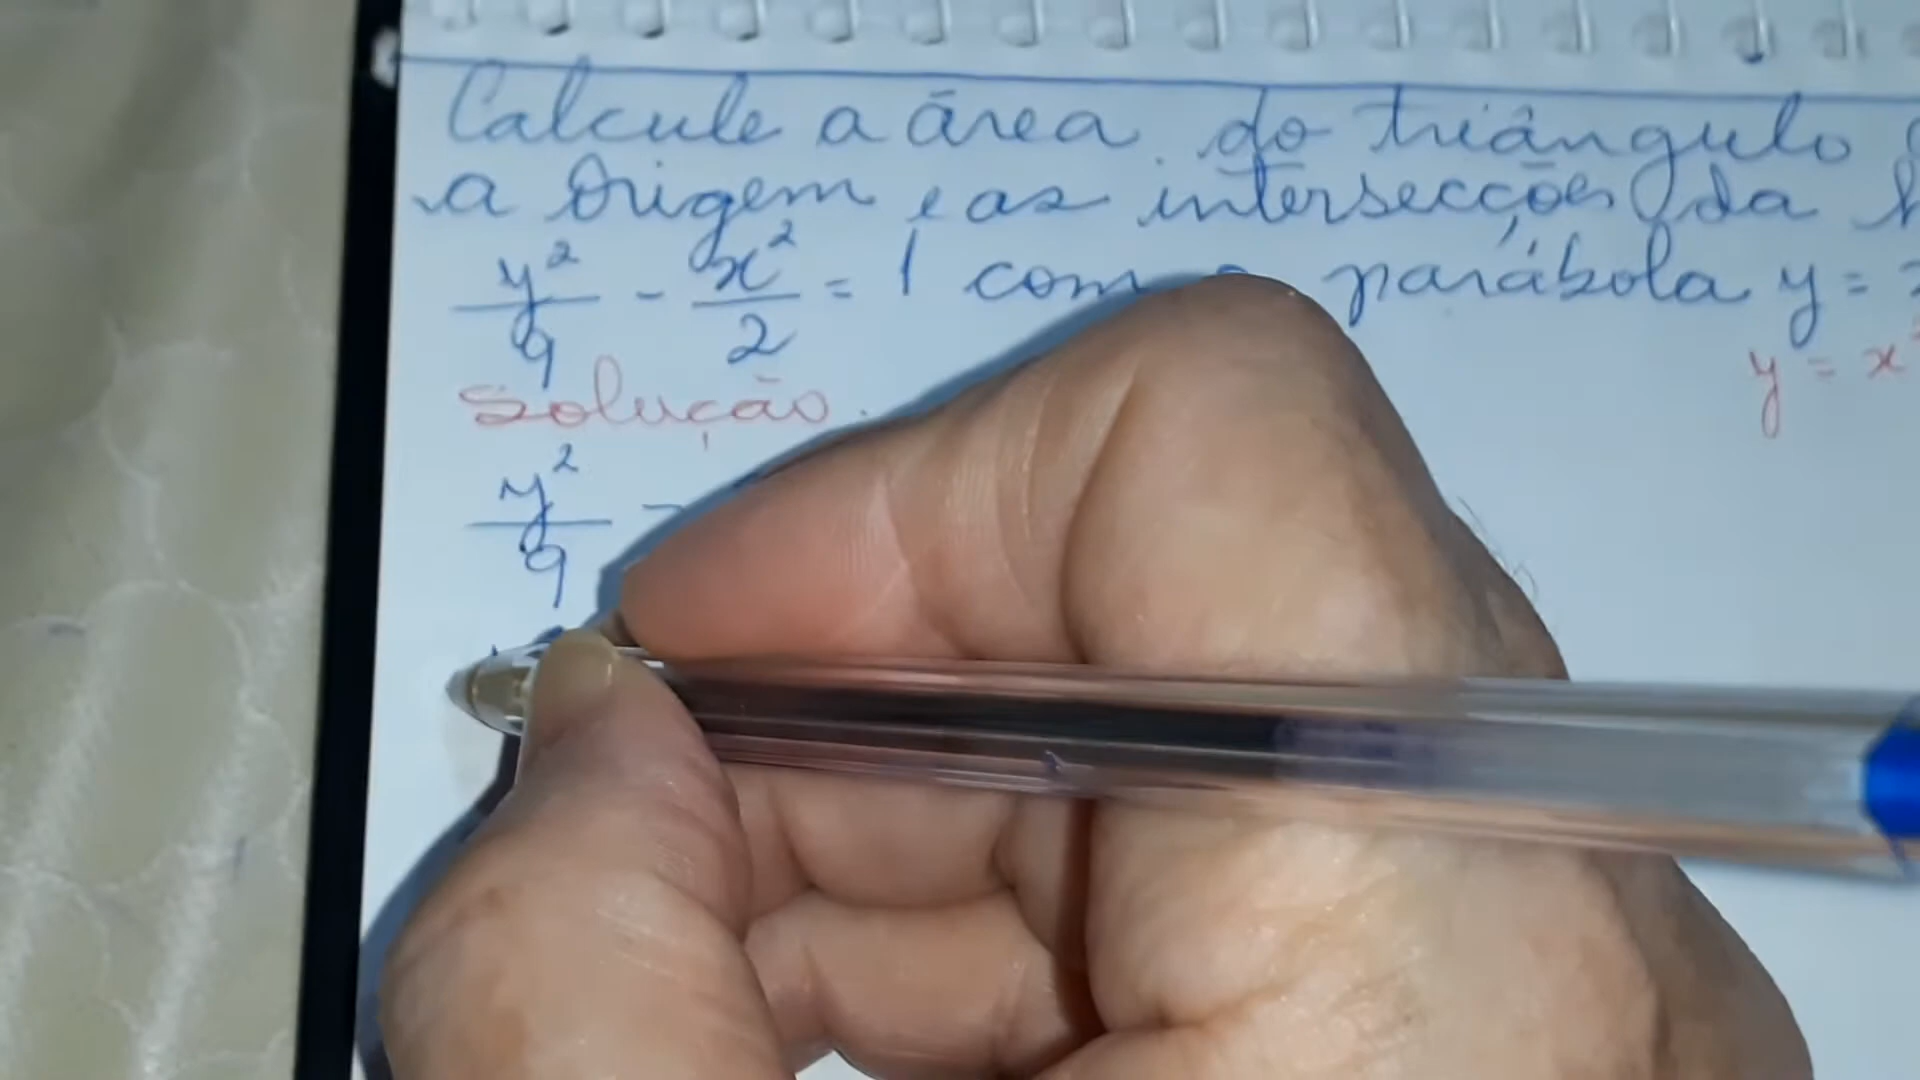 Calcule a área do triângulo
a origem e as intersecções da
y²/9 - x²/2 = 1 com parábola y =
y = x
Solução
y²/9 -